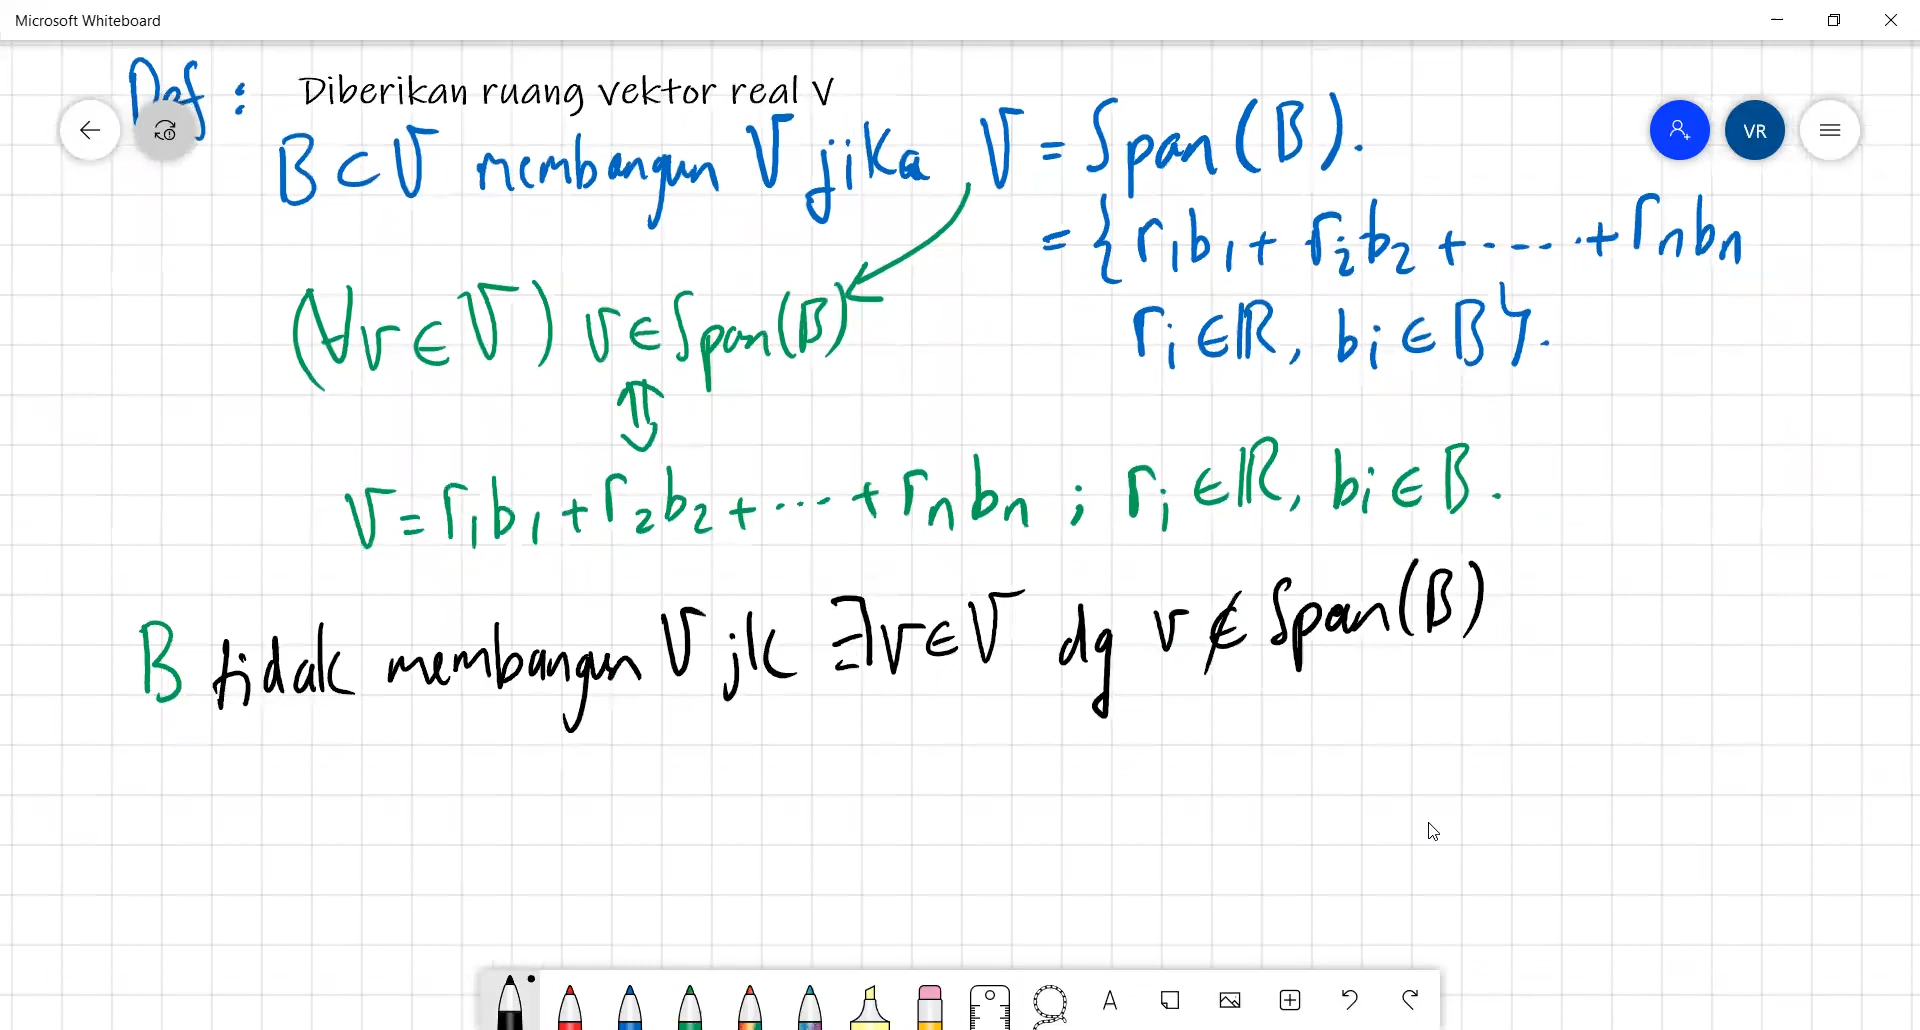 Microsoft Whiteboard
Def : Diberikan ruang vektor real V
B ⊂ V membangun V jika V = Span(B).
= {r₁b₁ + r₂b₂ + ..... + rₙbₙ
rᵢ ∈ ℝ, bᵢ ∈ B}.
(∀v ∈ V) v ∈ Span(B)
⇕
v = r₁b₁ + r₂b₂ + ... + rₙbₙ ; rᵢ ∈ ℝ, bᵢ ∈ B.
B tidak membangun V jk ∃v ∈ V dg v ∉ Span(B)
VR
A